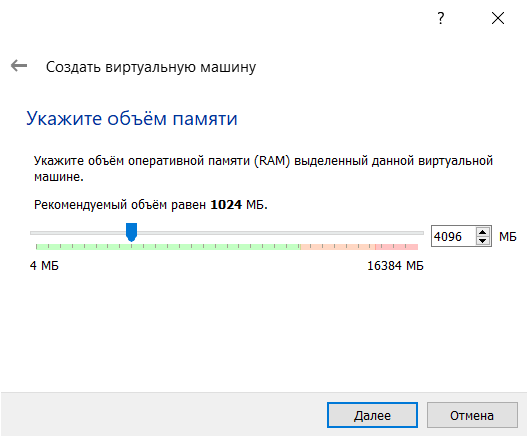 ?
Создать виртуальную машину
Укажите объём памяти
Укажите объём оперативной памяти (RAM) выделенный данной виртуальной
машине.
Рекомендуемый объём равен 1024 МБ.
4096 МБ
4 МБ 16384 МБ
Далее Отмена